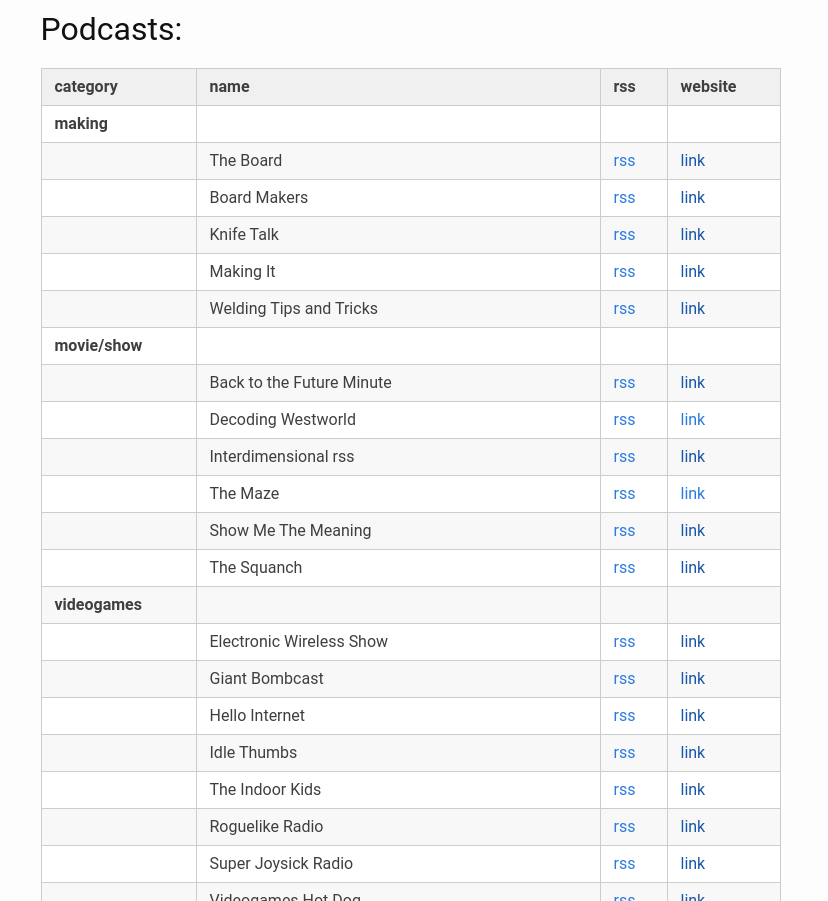 Podcasts:
category name rss website
making
The Board rss link
Board Makers rss link
Knife Talk rss link
Making It rss link
Welding Tips and Tricks rss link
movie/show
Back to the Future Minute rss link
Decoding Westworld rss link
Interdimensional rss rss link
The Maze rss link
Show Me The Meaning rss link
The Squanch rss link
videogames
Electronic Wireless Show rss link
Giant Bombcast rss link
Hello Internet rss link
Idle Thumbs rss link
The Indoor Kids rss link
Roguelike Radio rss link
Super Joysick Radio rss link
Videogames Hot Dog rss link